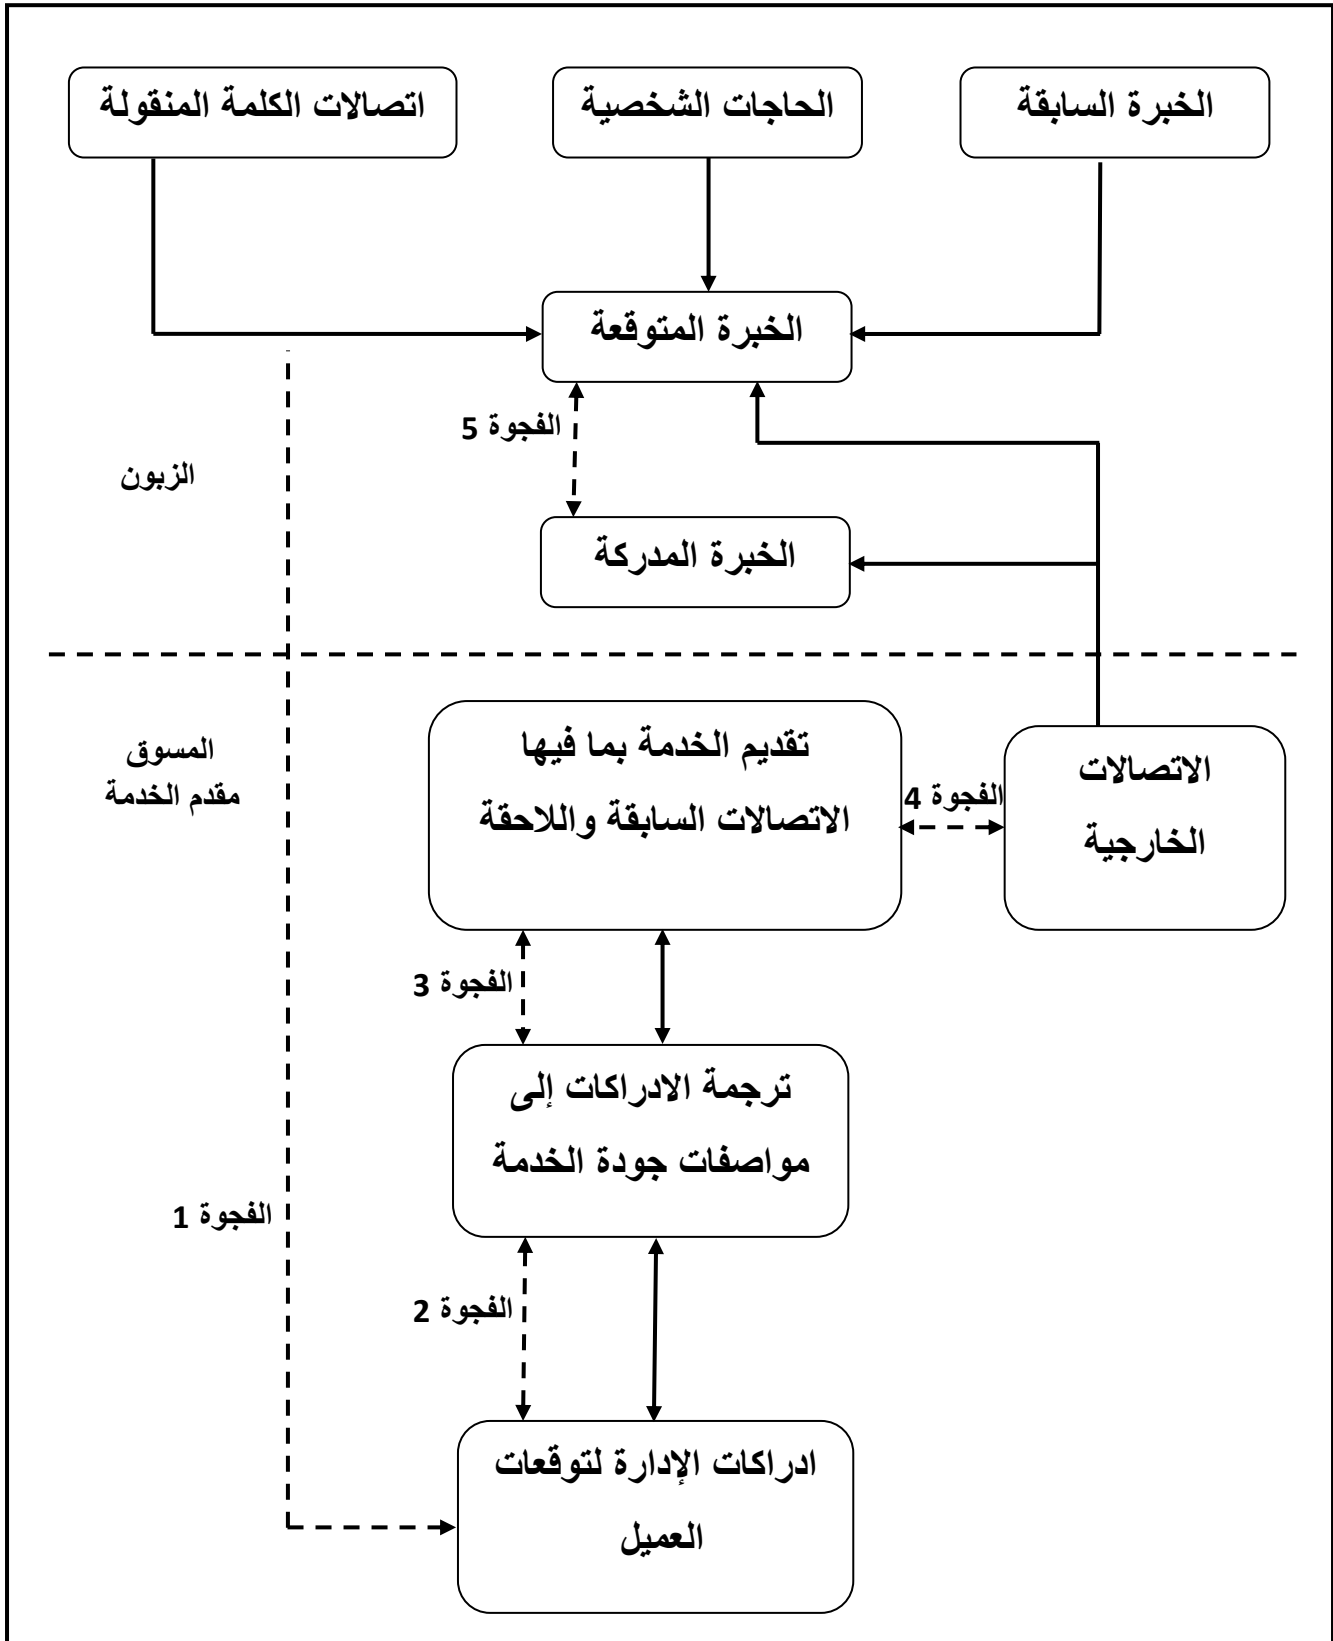 الخبرة السابقة
الحاجات الشخصية
اتصالات الكلمة المنقولة
الخبرة المتوقعة
الفجوة 5
الزبون
الخبرة المدركة
المسوق
مقدم الخدمة
تقديم الخدمة بما فيها
الاتصالات السابقة واللاحقة
الفجوة 4
الاتصالات
الخارجية
الفجوة 3
ترجمة الادراكات إلى
مواصفات جودة الخدمة
الفجوة 1
الفجوة 2
ادراكات الإدارة لتوقعات
العميل